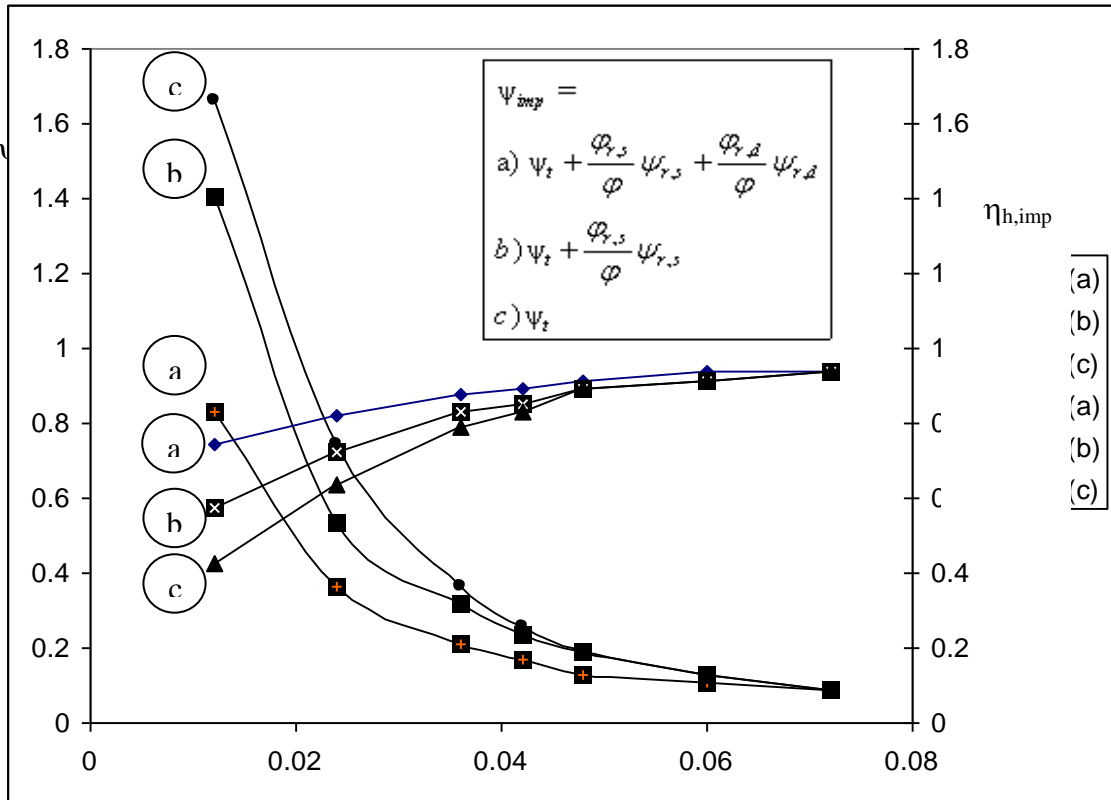 1.8
1.6
1.4
1.2
1
0.8
0.6
0.4
0.2
0
0 0.02 0.04 0.06 0.08
1.8
1.6
1
1
1
0.4
0.2
0
c
b
a
a
b
c
ψimp =
a) ψt + φr,s/φ ψr,s + φr,d/φ ψr,d
b) ψt + φr,s/φ ψr,s
c) ψt
ηh,imp
(a)
(b)
(c)
(a)
(b)
(c)